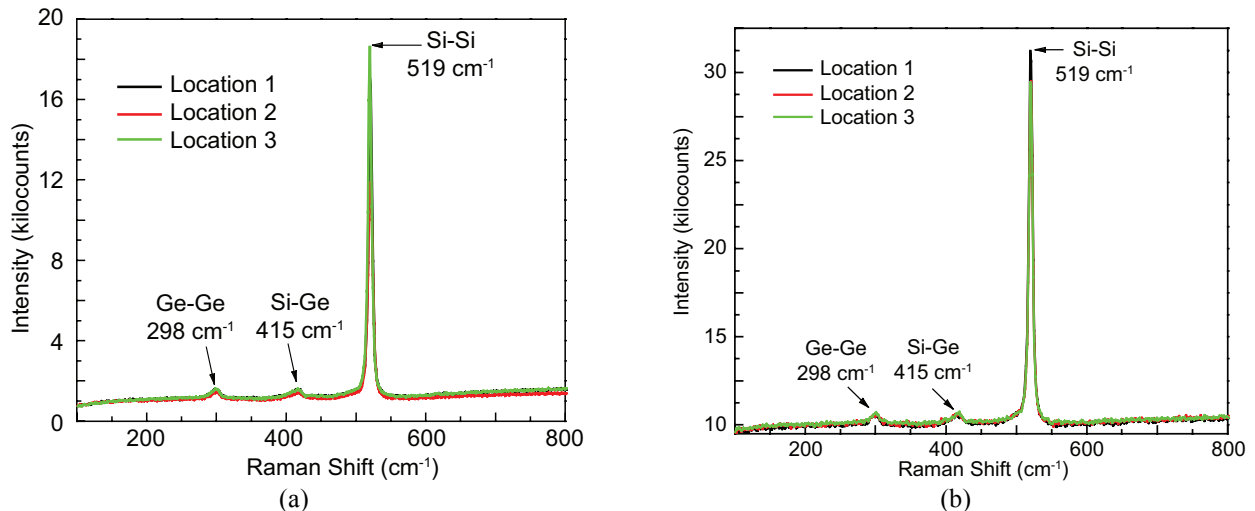 20
16
12
8
4
0
Intensity (kilocounts)
Location 1
Location 2
Location 3
Si-Si
519 cm⁻¹
Ge-Ge
298 cm⁻¹
Si-Ge
415 cm⁻¹
200 400 600 800
Raman Shift (cm⁻¹)
(a)
30
25
20
15
10
Intensity (kilocounts)
Location 1
Location 2
Location 3
Si-Si
519 cm⁻¹
Ge-Ge
298 cm⁻¹
Si-Ge
415 cm⁻¹
200 400 600 800
Raman Shift (cm⁻¹)
(b)